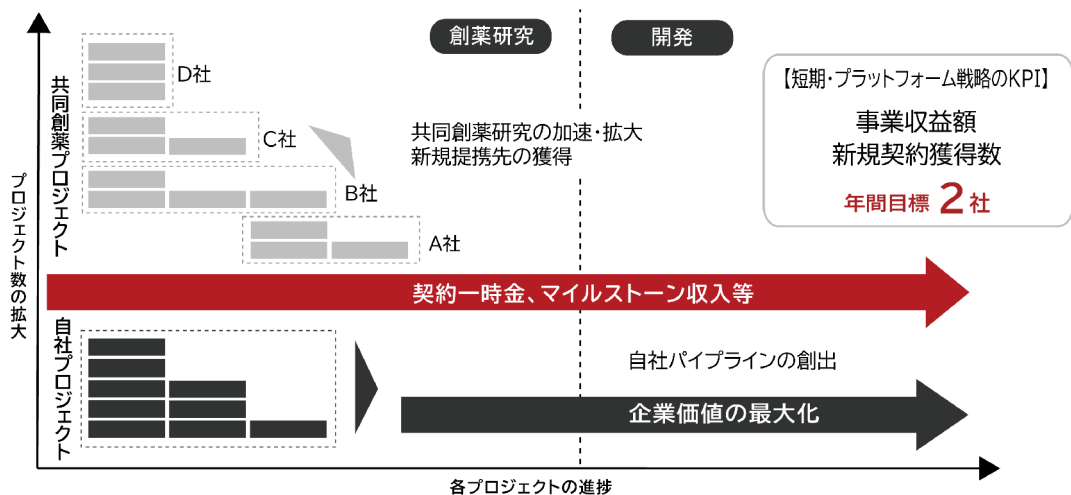 創薬研究
開発
D社
C社
B社
A社
共同創薬プロジェクト
プロジェクト数の拡大
共同創薬研究の加速・拡大
新規提携先の獲得
【短期・プラットフォーム戦略のKPI】
事業収益額
新規契約獲得数
年間目標 2 社
契約一時金、マイルストーン収入等
自社プロジェクト
自社パイプラインの創出
企業価値の最大化
各プロジェクトの進捗